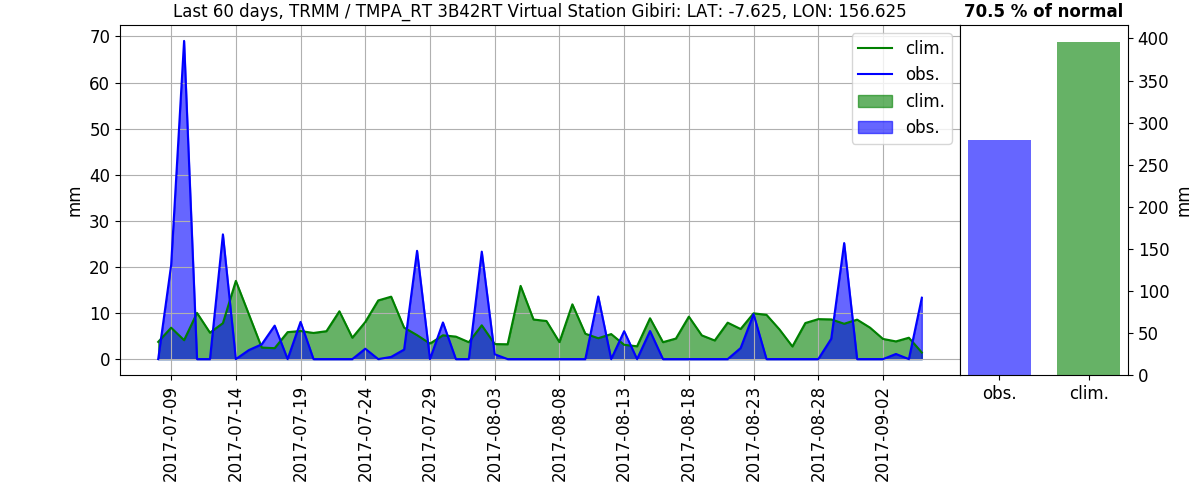 Last 60 days, TRMM / TMPA_RT 3B42RT Virtual Station Gibiri: LAT: -7.625, LON: 156.625
70.5 % of normal
70
60
50
40
30
20
10
0
mm
clim.
obs.
clim.
obs.
2017-07-09
2017-07-14
2017-07-19
2017-07-24
2017-07-29
2017-08-03
2017-08-08
2017-08-13
2017-08-18
2017-08-23
2017-08-28
2017-09-02
400
350
300
250
200
150
100
50
0
mm
obs.
clim.